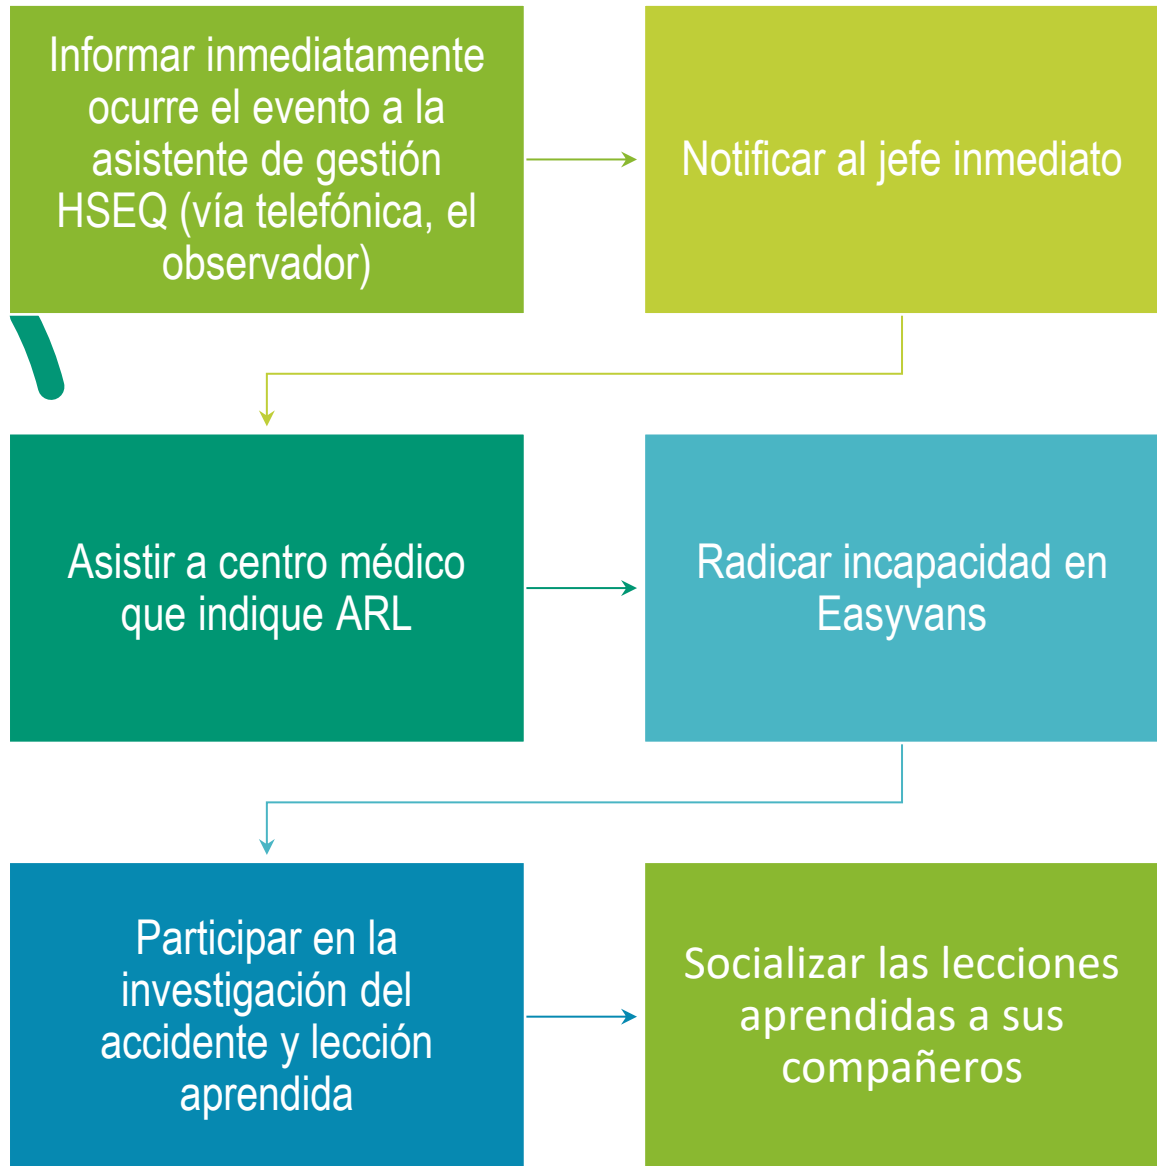 Informar inmediatamente
ocurre el evento a la
asistente de gestión
HSEQ (vía telefónica, el
observador)
Notificar al jefe inmediato
Asistir a centro médico
que indique ARL
Radicar incapacidad en
Easyvans
Participar en la
investigación del
accidente y lección
aprendida
Socializar las lecciones
aprendidas a sus
compañeros